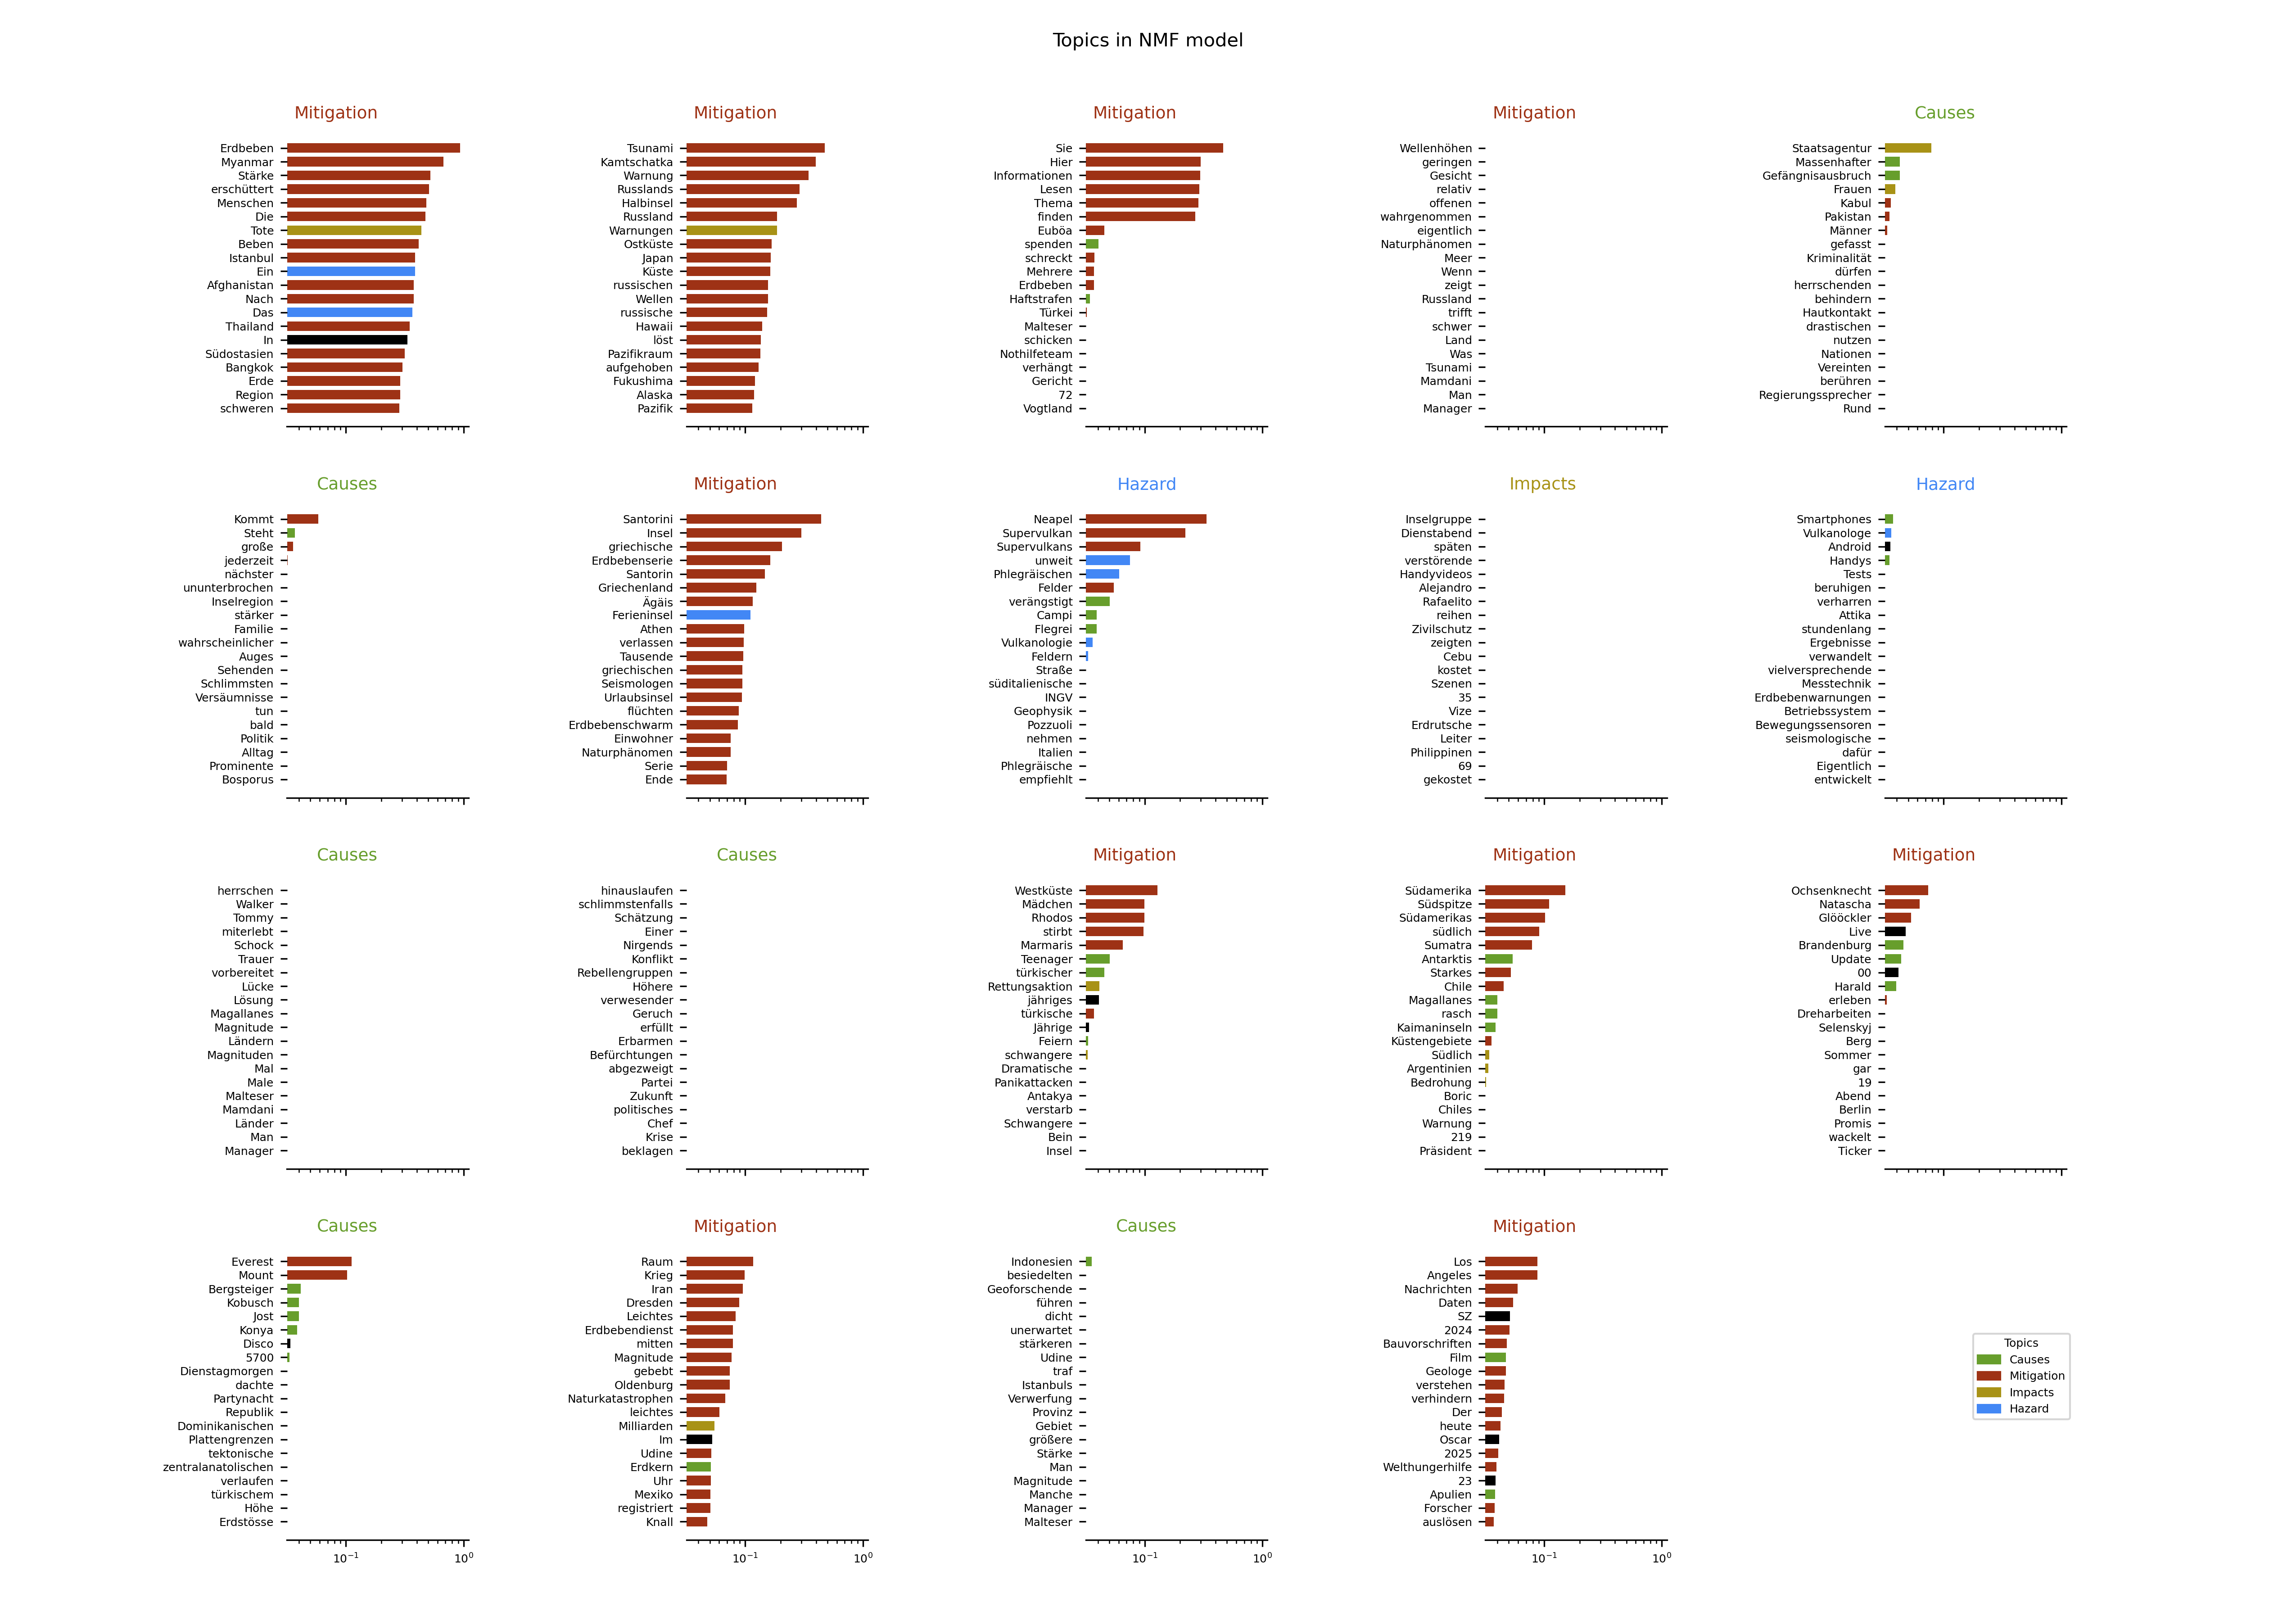 Topics in NMF model
Mitigation
Erdbeben
Myanmar
Stärke
erschüttert
Menschen
Die
Tote
Beben
Istanbul
Ein
Afghanistan
Nach
Das
Thailand
In
Südostasien
Bangkok
Erde
Region
schweren
Mitigation
Tsunami
Kamtschatka
Warnung
Russlands
Halbinsel
Russland
Warnungen
Ostküste
Japan
Küste
russischen
Wellen
russische
Hawaii
löst
Pazifikraum
aufgehoben
Fukushima
Alaska
Pazifik
Mitigation
Sie
Hier
Informationen
Lesen
Thema
finden
Euböa
spenden
schreckt
Mehrere
Erdbeben
Haftstrafen
Türkei
Malteser
schicken
Nothilfeteam
verhängt
Gericht
72
Vogtland
Mitigation
Wellenhöhen
geringen
Gesicht
relativ
offenen
wahrgenommen
eigentlich
Naturphänomen
Meer
Wenn
zeigt
Russland
trifft
schwer
Land
Was
Tsunami
Mamdani
Man
Manager
Causes
Staatsagentur
Massenhafter
Gefängnisausbruch
Frauen
Kabul
Pakistan
Männer
gefasst
Kriminalität
dürfen
herrschenden
behindern
Hautkontakt
drastischen
nutzen
Nationen
Vereinten
berühren
Regierungssprecher
Rund
Causes
Kommt
Steht
große
jederzeit
nächster
ununterbrochen
Inselregion
stärker
Familie
wahrscheinlicher
Auges
Sehenden
Schlimmsten
Versäumnisse
tun
bald
Politik
Alltag
Prominente
Bosporus
Mitigation
Santorini
Insel
griechische
Erdbebenserie
Santorin
Griechenland
Ägäis
Ferieninsel
Athen
verlassen
Tausende
griechischen
Seismologen
Urlaubsinsel
flüchten
Erdbebenschwarm
Einwohner
Naturphänomen
Serie
Ende
Hazard
Neapel
Supervulkan
Supervulkans
unweit
Phlegräischen
Felder
verängstigt
Campi
Flegrei
Vulkanologie
Feldern
Straße
süditalienische
INGV
Geophysik
Pozzuoli
nehmen
Italien
Phlegräische
empfiehlt
Impacts
Inselgruppe
Dienstabend
späten
verstörende
Handyvideos
Alejandro
Rafaelito
reihen
Zivilschutz
zeigten
Cebu
kostet
Szenen
35
Vize
Erdrutsche
Leiter
Philippinen
69
gekostet
Hazard
Smartphones
Vulkanologe
Android
Handys
Tests
beruhigen
verharren
Attika
stundenlang
Ergebnisse
verwandelt
vielversprechende
Messtechnik
Erdbebenwarnungen
Betriebssystem
Bewegungssensoren
seismologische
dafür
Eigentlich
entwickelt
Causes
herrschen
Walker
Tommy
miterlebt
Schock
Trauer
vorbereitet
Lücke
Lösung
Magallanes
Magnitude
Ländern
Magnituden
Mal
Male
Malteser
Mamdani
Länder
Man
Manager
Causes
hinauslaufen
schlimmstenfalls
Schätzung
Einer
Nirgends
Konflikt
Rebellengruppen
Höhere
verwesender
Geruch
erfüllt
Erbarmen
Befürchtungen
abgezweigt
Partei
Zukunft
politisches
Chef
Krise
beklagen
Mitigation
Westküste
Mädchen
Rhodos
stirbt
Marmaris
Teenager
türkischer
Rettungsaktion
jähriges
türkische
Jährige
Feiern
schwangere
Dramatische
Panikattacken
Antakya
verstarb
Schwangere
Bein
Insel
Mitigation
Südamerika
Südspitze
Südamerikas
südlich
Sumatra
Antarktis
Starkes
Chile
Magallanes
rasch
Kaimaninseln
Küstengebiete
Südlich
Argentinien
Bedrohung
Boric
Chiles
Warnung
219
Präsident
Mitigation
Ochsenknecht
Natascha
Glööckler
Live
Brandenburg
Update
00
Harald
erleben
Dreharbeiten
Selenskyj
Berg
Sommer
gar
19
Abend
Berlin
Promis
wackelt
Ticker
Causes
Everest
Mount
Bergsteiger
Kobusch
Jost
Konya
Disco
5700
Dienstagmorgen
dachte
Partynacht
Republik
Dominikanischen
Plattengrenzen
tektonische
zentralanatolischen
verlaufen
türkischem
Höhe
Erdstösse
10⁻¹ 10⁰
Mitigation
Raum
Krieg
Iran
Dresden
Leichtes
Erdbebendienst
mitten
Magnitude
gebebt
Oldenburg
Naturkatastrophen
leichtes
Milliarden
Im
Udine
Erdkern
Uhr
Mexiko
registriert
Knall
10⁻¹ 10⁰
Causes
Indonesien
besiedelten
Geoforschende
führen
dicht
unerwartet
stärkeren
Udine
traf
Istanbuls
Verwerfung
Provinz
Gebiet
größere
Stärke
Man
Magnitude
Manche
Manager
Malteser
10⁻¹ 10⁰
Mitigation
Los
Angeles
Nachrichten
Daten
SZ
2024
Bauvorschriften
Film
Geologe
verstehen
verhindern
Der
heute
Oscar
2025
Welthungerhilfe
23
Apulien
Forscher
auslösen
10⁻¹ 10⁰
Topics
Causes
Mitigation
Impacts
Hazard